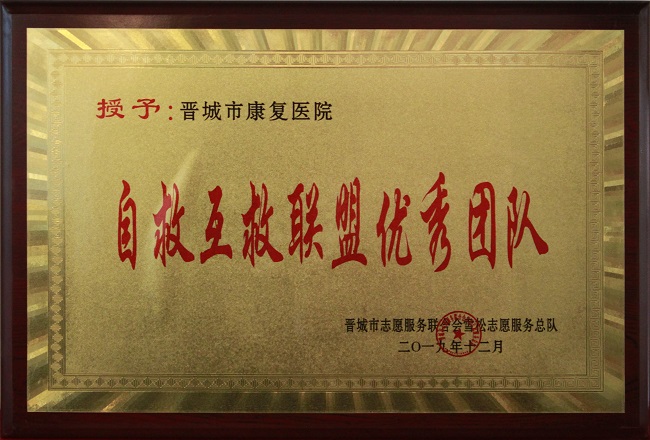 授予:晋城市康复医院
自救互救联盟优秀团队
晋城市志愿服务联合会雪松志愿服务总队
二〇一九年十二月